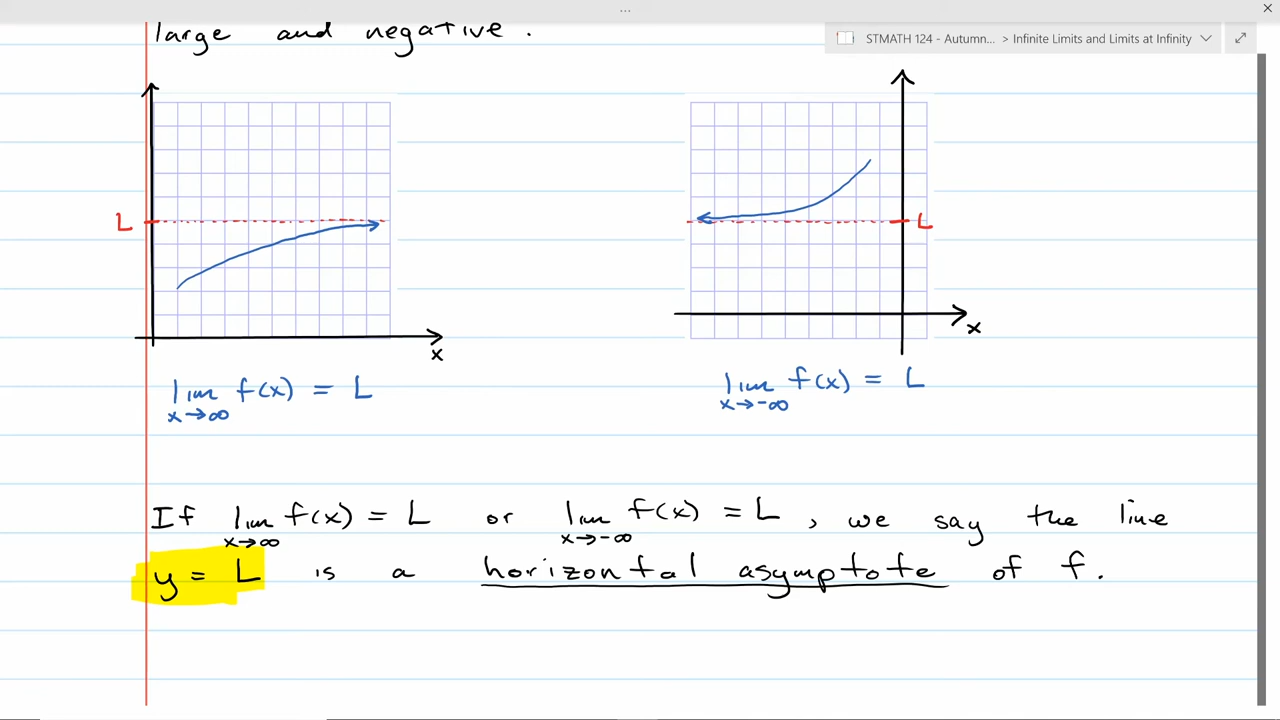 ...
STMATH 124 - Autumn... > Infinite Limits and Limits at Infinity
large and negative.
L
x
L
x
lim f(x) = L
x→∞
lim f(x) = L
x→-∞
If lim f(x) = L or lim f(x) = L, we say the line
x→∞ x→-∞
y = L is a horizontal asymptote of f.